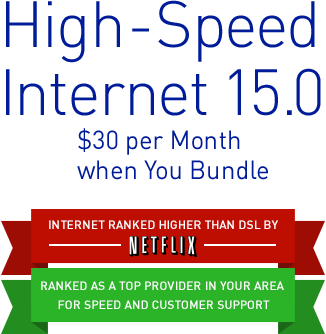 High-Speed
Internet 15.0
$30 per Month
when You Bundle
INTERNET RANKED HIGHER THAN DSL BY
NETFLIX
RANKED AS A TOP PROVIDER IN YOUR AREA
FOR SPEED AND CUSTOMER SUPPORT